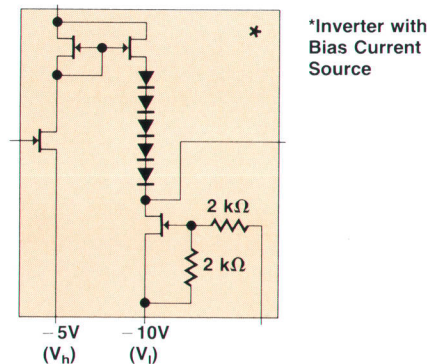 *
*Inverter with
Bias Current
Source
2 kΩ
2 kΩ
–5V
(Vh)
–10V
(Vl)